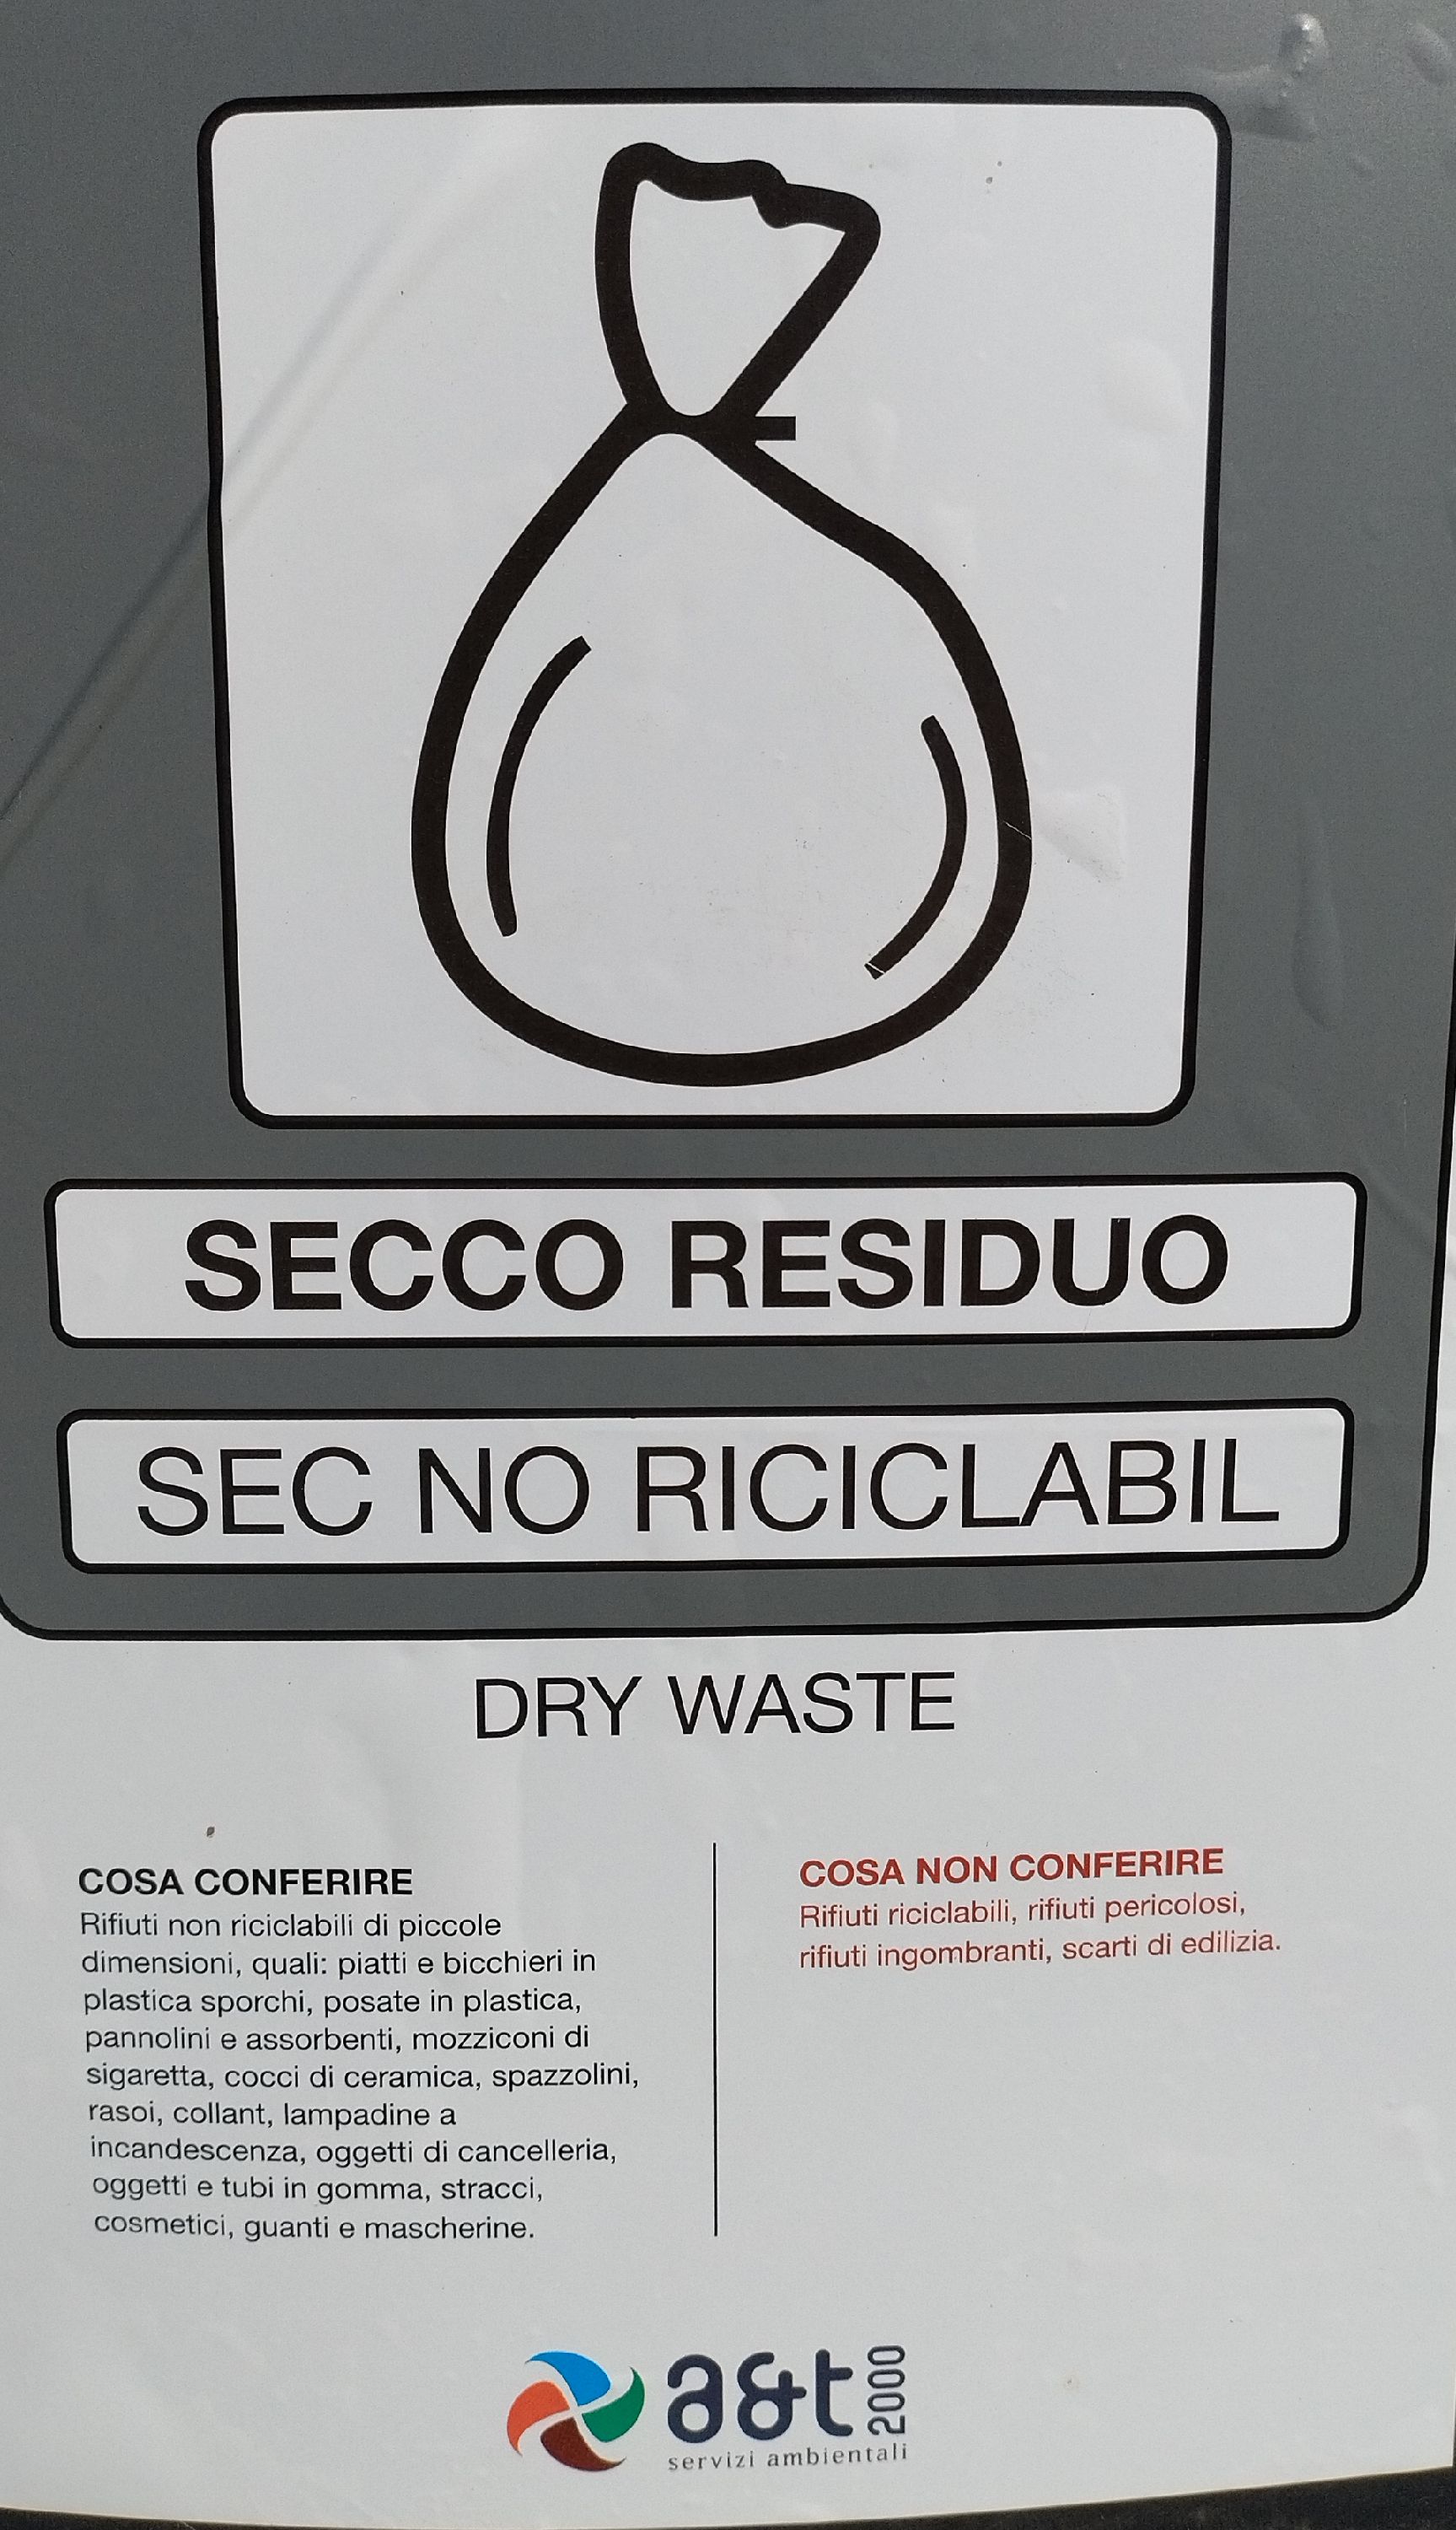 SECCO RESIDUO
SEC NO RICICLABIL
DRY WASTE
COSA CONFERIRE
Rifiuti non riciclabili di piccole
dimensioni, quali: piatti e bicchieri in
plastica sporchi, posate in plastica,
pannolini e assorbenti, mozziconi di
sigaretta, cocci di ceramica, spazzolini,
rasoi, collant, lampadine a
incandescenza, oggetti di cancelleria,
oggetti e tubi in gomma, stracci,
cosmetici, guanti e mascherine.
COSA NON CONFERIRE
Rifiuti riciclabili, rifiuti pericolosi,
rifiuti ingombranti, scarti di edilizia.
a&t 2000
servizi ambientali